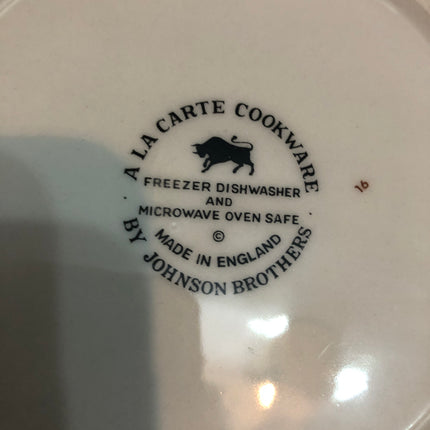 A LA CARTE COOKWARE
FREEZER DISHWASHER
AND
MICROWAVE OVEN SAFE
©
MADE IN ENGLAND
BY JOHNSON BROTHERS
16